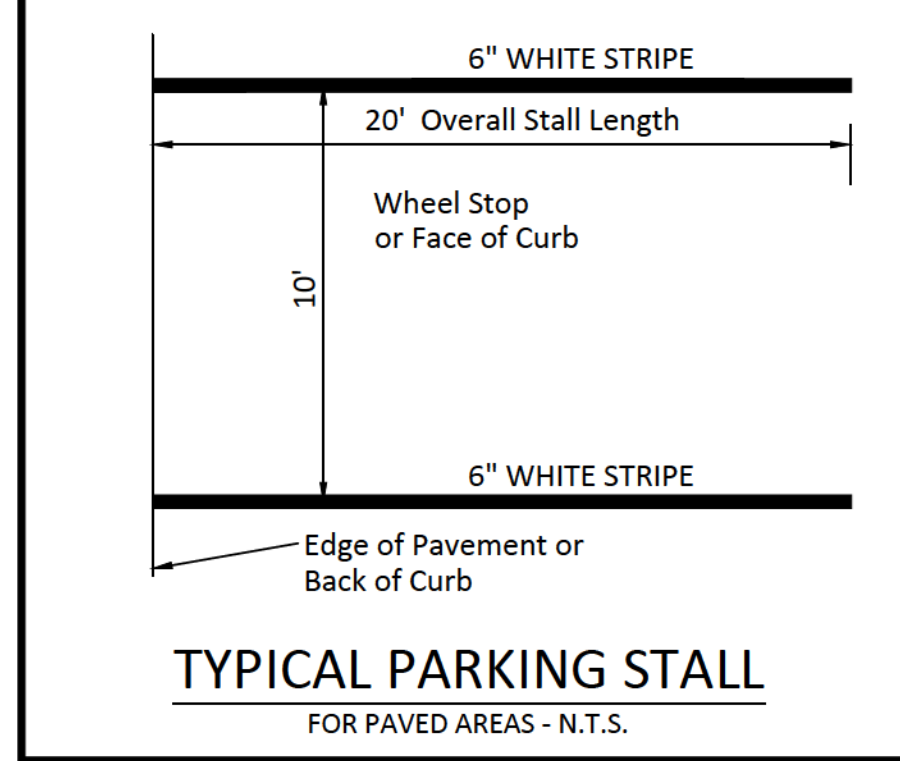 6" WHITE STRIPE
20' Overall Stall Length
Wheel Stop
or Face of Curb
10'
6" WHITE STRIPE
Edge of Pavement or
Back of Curb
TYPICAL PARKING STALL
FOR PAVED AREAS - N.T.S.